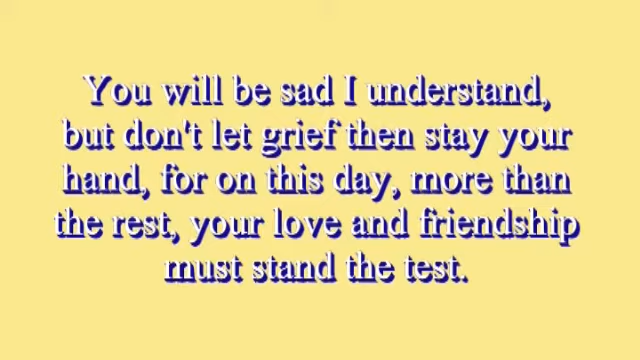 You will be sad I understand,
but don't let grief then stay your
hand, for on this day, more than
the rest, your love and friendship
must stand the test.